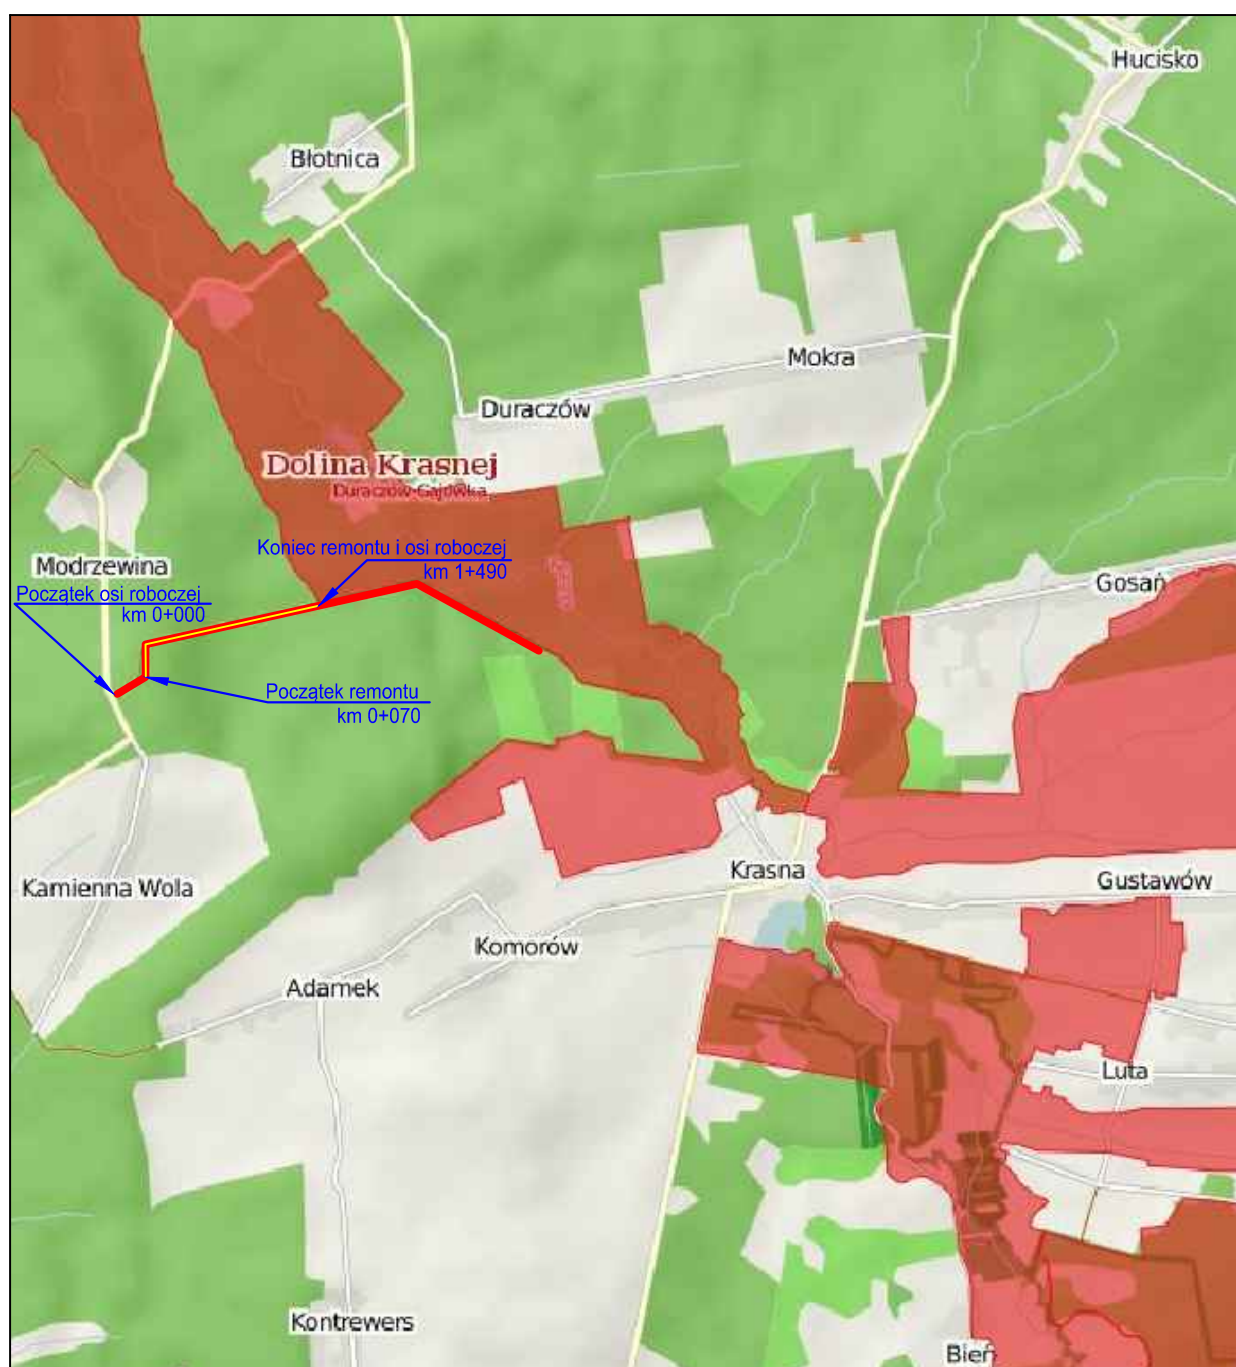 Hucisko
Błotnica
Mokra
Duraczów
Dolina Krasnej
Duraczów-Gajówka
Koniec remontu i osi roboczej
km 1+490
Modrzewina
Gosań
Początek osi roboczej
km 0+000
Początek remontu
km 0+070
Krasna
Gustawów
Kamienna Wola
Komorów
Adamek
Luta
Kontrewers
Bień